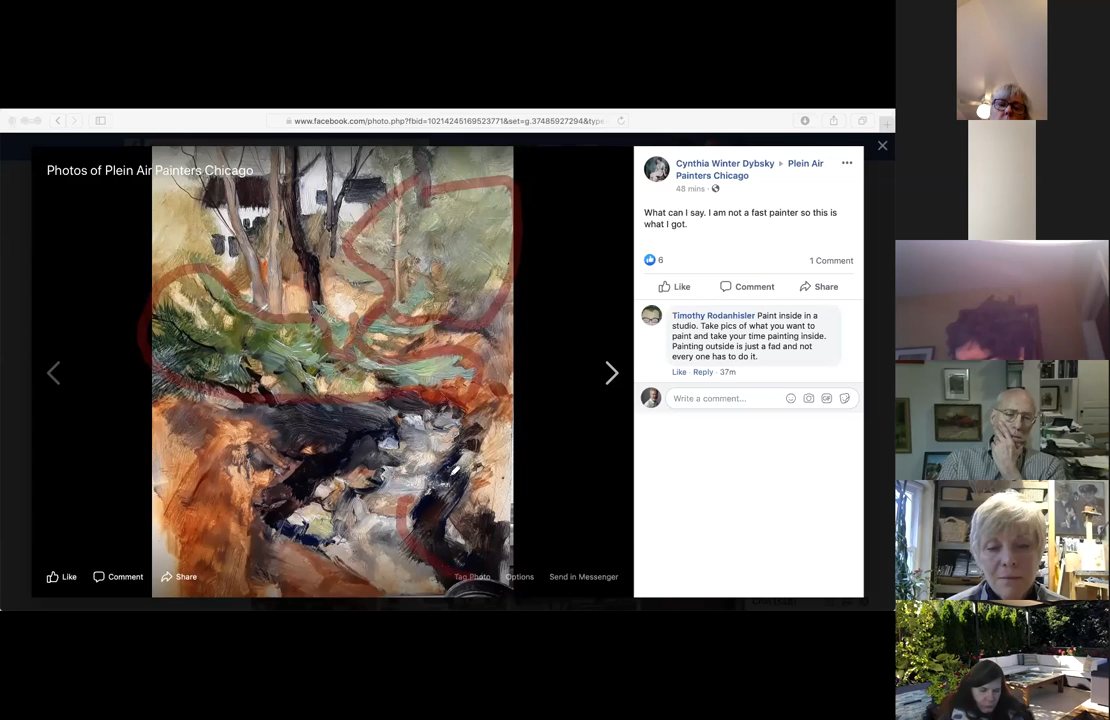 www.facebook.com/photo.php?fbid=10214245169523771&set=g.37485927294&type
Photos of Plein Air Painters Chicago
Cynthia Winter Dybsky ▸ Plein Air
Painters Chicago
48 mins ·
What can I say. I am not a fast painter so this is
what I got.
6
1 Comment
Like
Comment
Share
Timothy Rodanhisler Paint inside in a
studio. Take pics of what you want to
paint and take your time painting inside.
Painting outside is just a fad and not
every one has to do it.
Like · Reply · 37m
Write a comment...
GIF
Like
Comment
Share
Tag Photo
Options
Send in Messenger